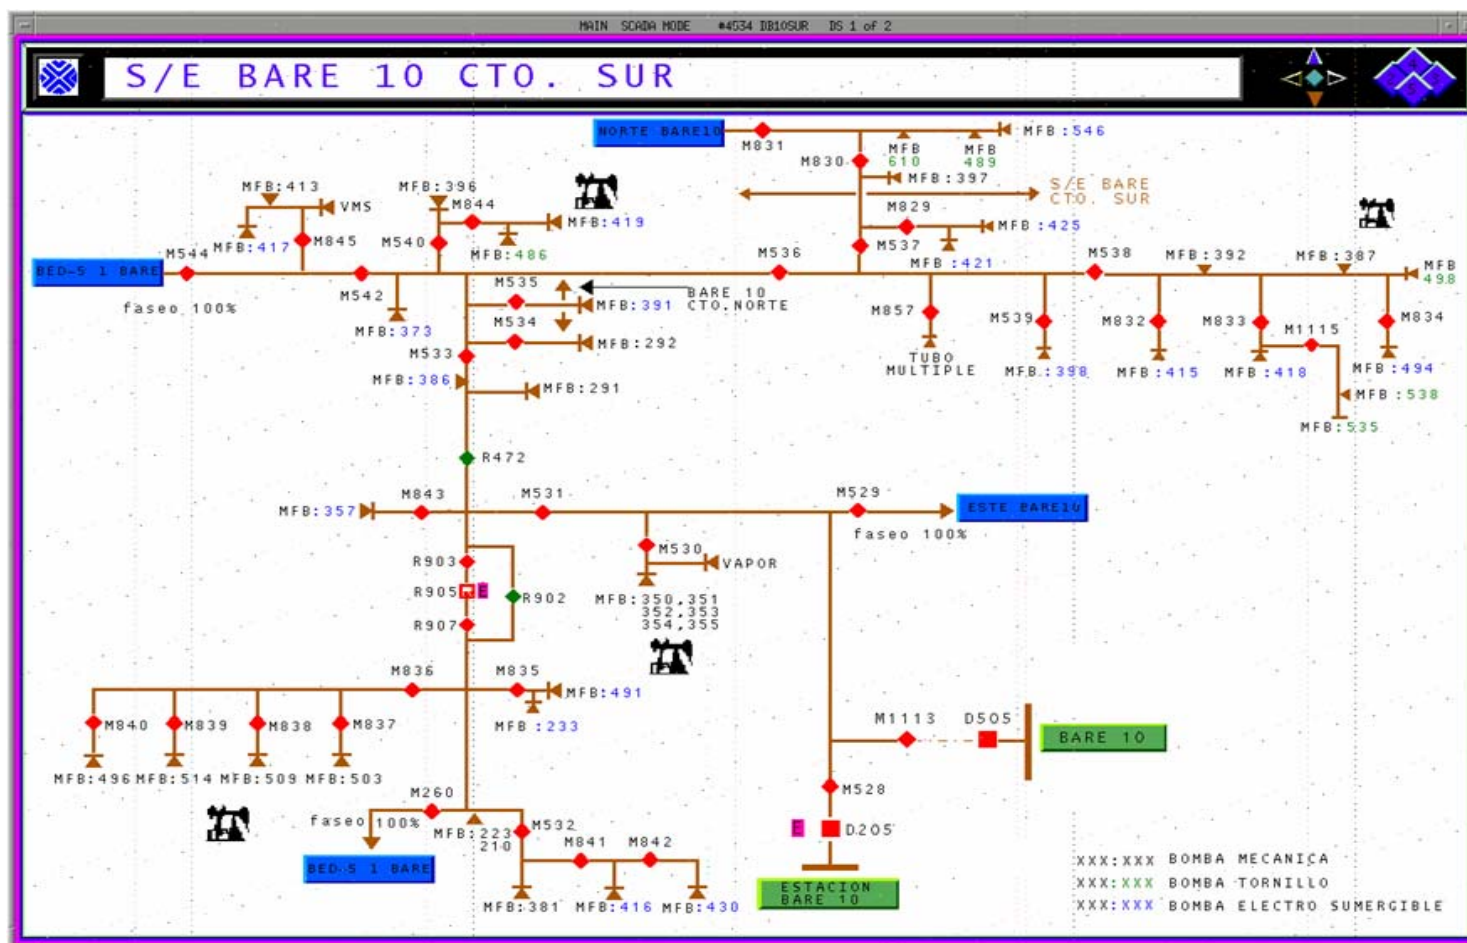 MAIN SCADA MODE #4534 DB10SUR DS 1 of 2
S/E BARE 10 CTO. SUR
NORTE BARE10
M831
MFB:546
M830
MFB
610
MFB
489
MFB:397
S/E BARE
CTO. SUR
MFB:413
VMS
MFB:396
M844
MFB:419
M829
MFB:425
MFB:417
M845
M540
MFB:486
M537
MFB:421
M544
BED-5 1 BARE
faseo 100%
M542
MFB:373
M536
M538
MFB:392
MFB:387
MFB
498
M535
MFB:391
BARE 10
CTO.NORTE
M534
MFB:292
M533
MFB:386
MFB:291
M857
TUBO
MULTIPLE
M539
MFB:398
M832
MFB:415
M833
MFB:418
M1115
M834
MFB:494
MFB:538
MFB:535
R472
M843
M531
M529
MFB:357
ESTE BARE10
faseo 100%
R903
M530
VAPOR
R905
E
R902
MFB:350,351
352,353
354,355
R907
M836
M835
MFB:491
MFB:233
M840
M839
M838
M837
MFB:496
MFB:514
MFB:509
MFB:503
M1113
D505
BARE 10
M260
faseo 100%
MFB:223
210
M532
M841
M842
BED-5 1 BARE
MFB:381
MFB:416
MFB:430
M528
E
D205
ESTACION
BARE 10
XXX:XXX BOMBA MECANICA
XXX:XXX BOMBA TORNILLO
XXX:XXX BOMBA ELECTRO SUMERGIBLE